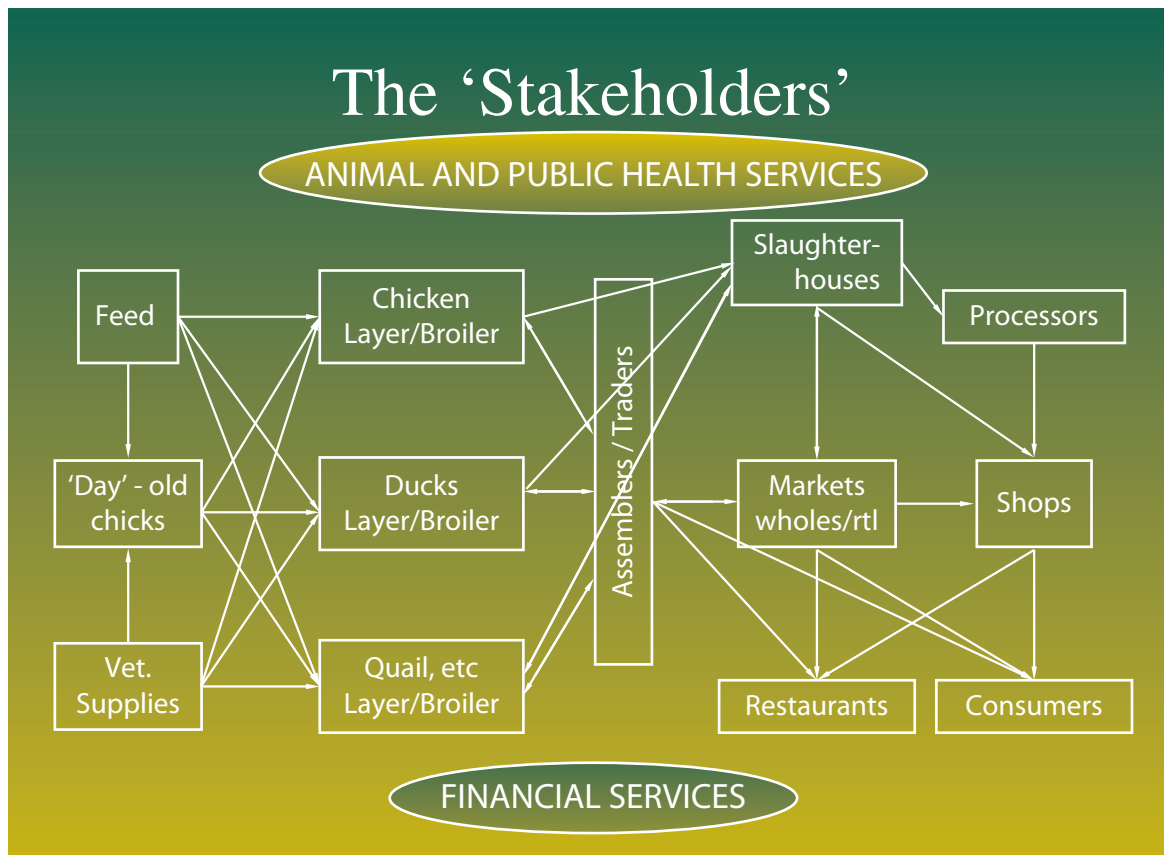 The ‘Stakeholders’
ANIMAL AND PUBLIC HEALTH SERVICES
Slaughter-
houses
Feed
Chicken
Layer/Broiler
Processors
Assemblers / Traders
‘Day’ - old
chicks
Ducks
Layer/Broiler
Markets
wholes/rtl
Shops
Vet.
Supplies
Quail, etc
Layer/Broiler
Restaurants
Consumers
FINANCIAL SERVICES